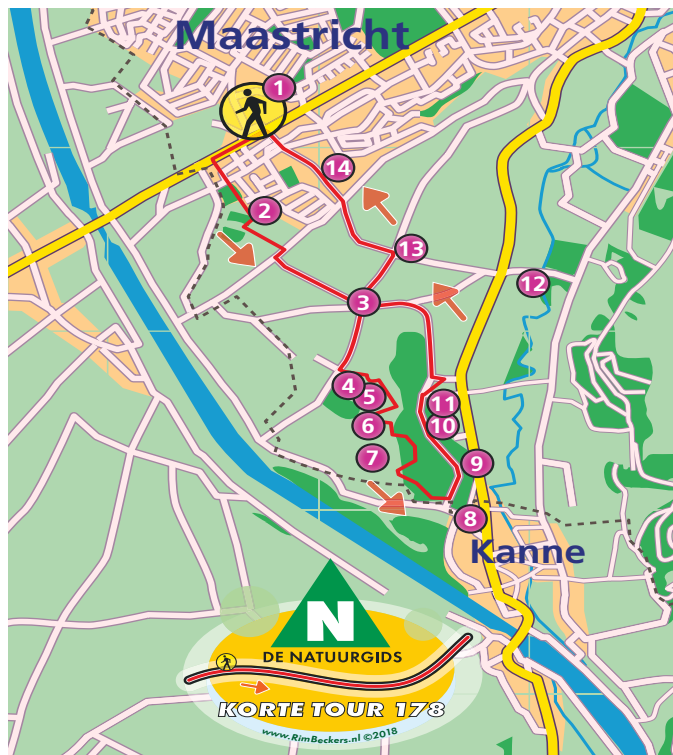 Maastricht
1
14
2
13
12
3
4
5
11
6
10
7
9
8
Kanne
N
DE NATUURGIDS
KORTE TOUR 178
www.RimBeckers.nl ©2018